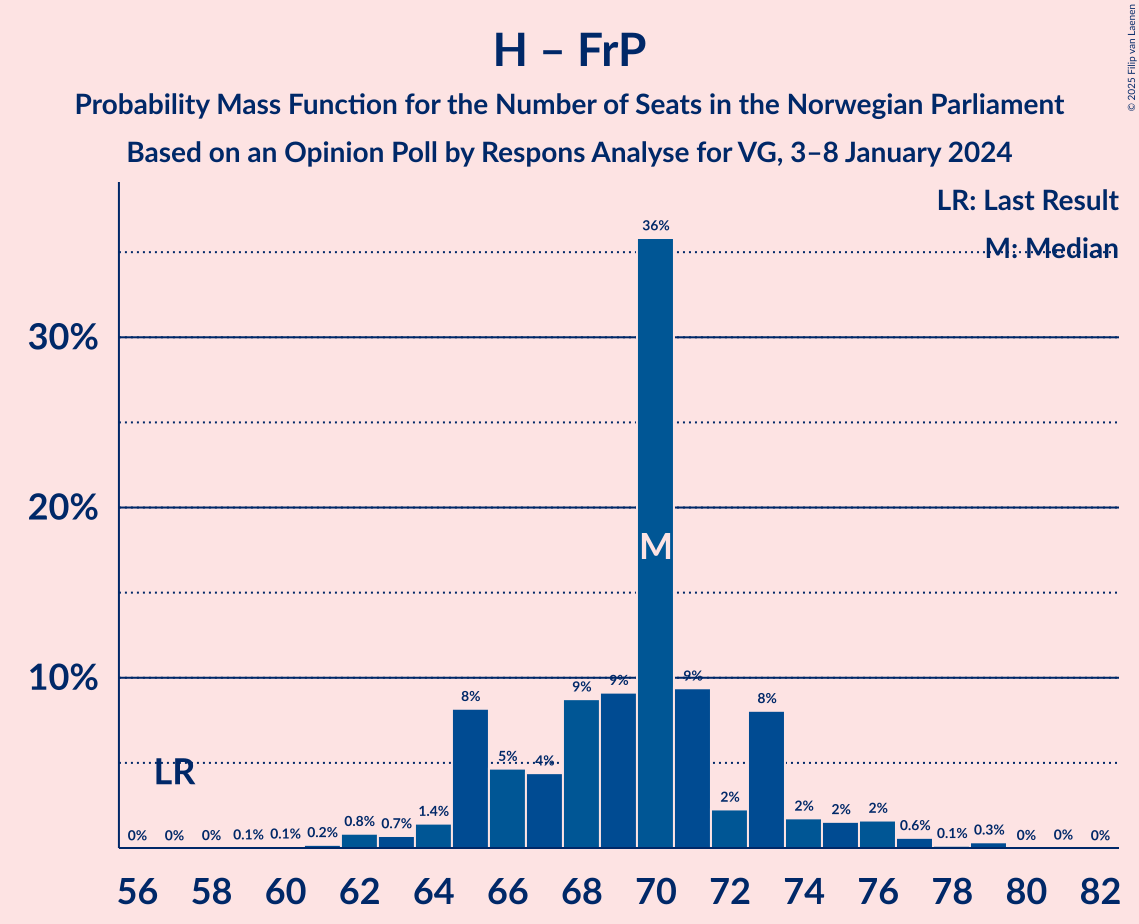 H – FrP
Probability Mass Function for the Number of Seats in the Norwegian Parliament
Based on an Opinion Poll by Respons Analyse for VG, 3–8 January 2024
© 2025 Filip van Laenen
LR: Last Result
M: Median
30%
20%
10%
36%
M
LR
0% 0% 0% 0.1% 0.1% 0.2% 0.8% 0.7% 1.4% 8% 5% 4% 9% 9% 9% 2% 8% 2% 2% 2% 0.6% 0.1% 0.3% 0% 0% 0%
56 58 60 62 64 66 68 70 72 74 76 78 80 82